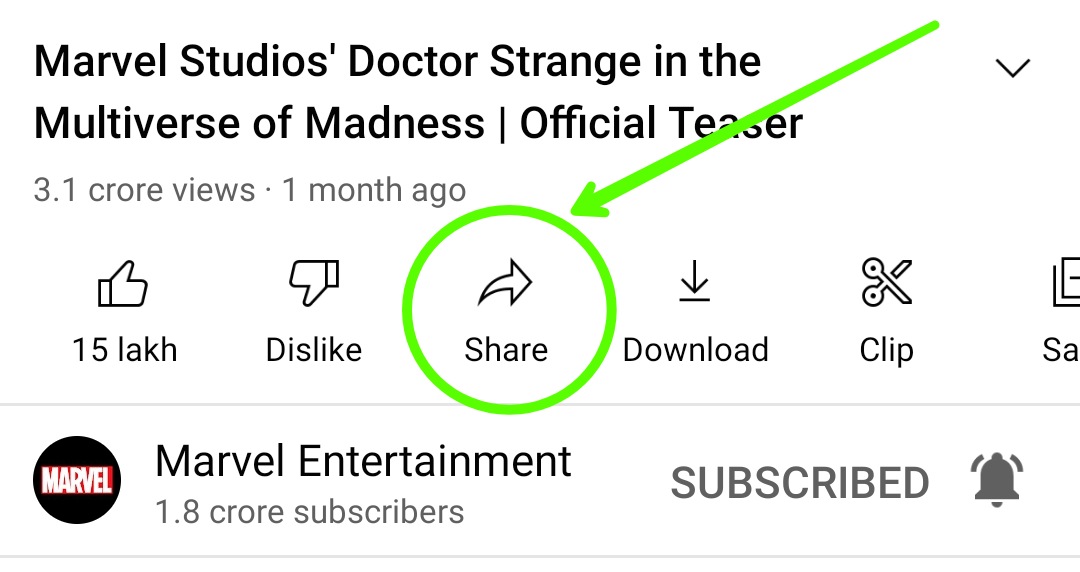 Marvel Studios' Doctor Strange in the
Multiverse of Madness | Official Teaser
3.1 crore views · 1 month ago
15 lakh Dislike Share Download Clip Sa
MARVEL
Marvel Entertainment
1.8 crore subscribers
SUBSCRIBED